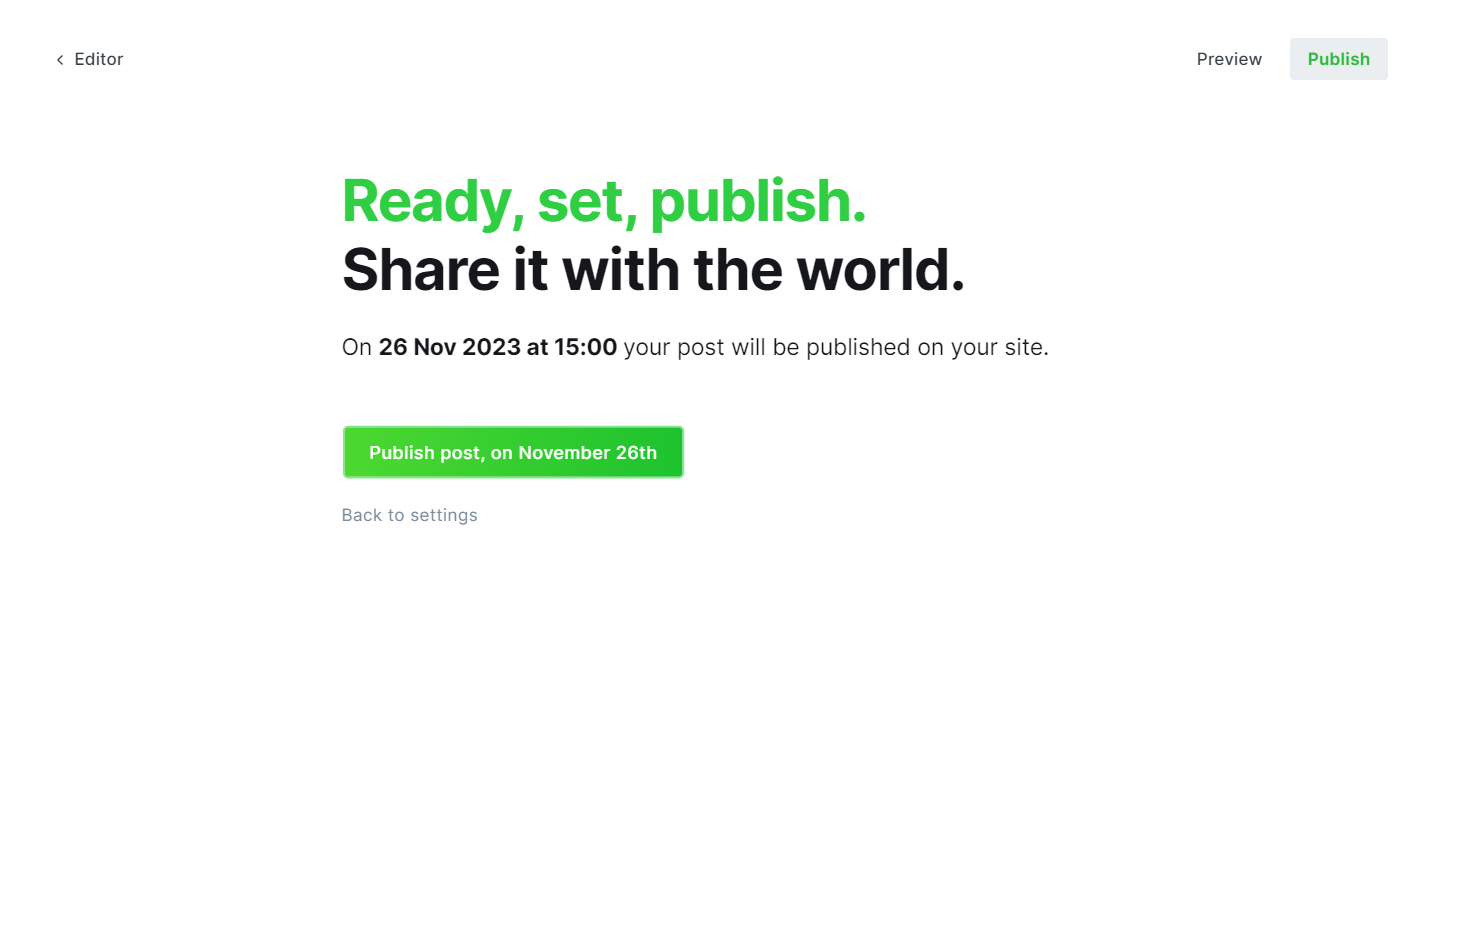 Editor
Preview
Publish
Ready, set, publish.
Share it with the world.
On 26 Nov 2023 at 15:00 your post will be published on your site.
Publish post, on November 26th
Back to settings